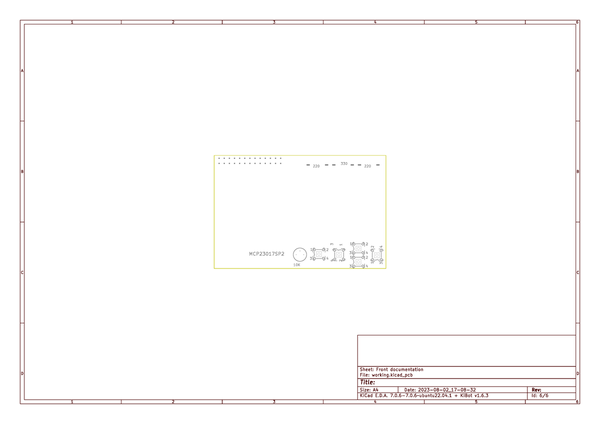 1 2 3 4 5 6
A A
330
220
B B
MCP23017SP2
C C
Sheet: Front documentation
File: working.kicad_pcb
Title:
D D
Size: A4 Date: 2023-08-02_17-08-32 Rev:
KiCad E.D.A. 7.0.6-7.0.6~ubuntu22.04.1 + KiBot v1.6.3 Id: 6/6
1 2 3 4 5 6